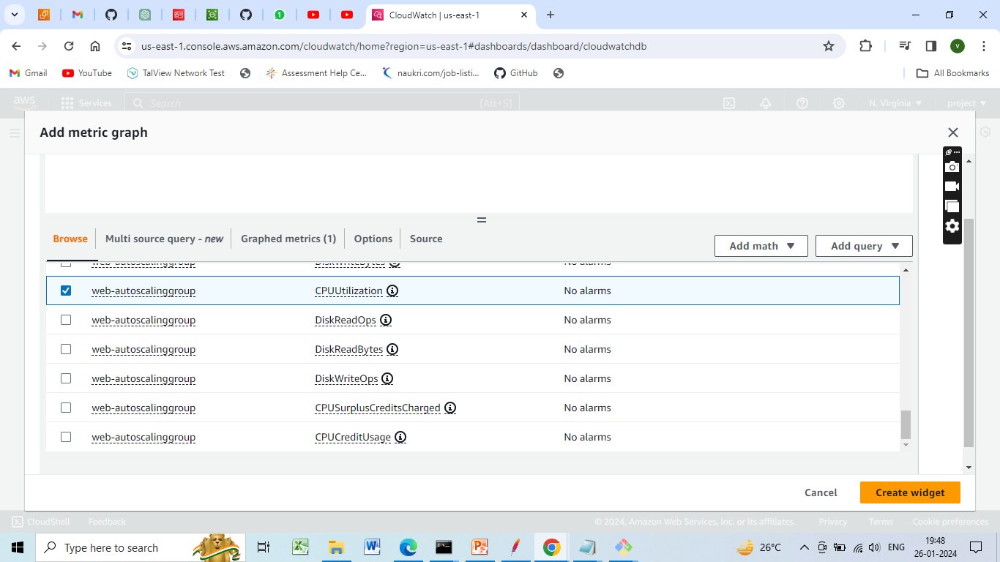 CloudWatch | us-east-1
us-east-1.console.aws.amazon.com/cloudwatch/home?region=us-east-1#dashboards/dashboard/cloudwatchdb
V
Gmail YouTube TalView Network Test Assessment Help Ce... naukri.com/job-listi... GitHub All Bookmarks
aws Services Search [Alt+S] N. Virginia project
Add metric graph
Browse Multi source query - new Graphed metrics (1) Options Source Add math Add query
web-autoscalinggroup DiskWriteBytes No alarms
web-autoscalinggroup CPUUtilization No alarms
web-autoscalinggroup DiskReadOps No alarms
web-autoscalinggroup DiskReadBytes No alarms
web-autoscalinggroup DiskWriteOps No alarms
web-autoscalinggroup CPUSurplusCreditsCharged No alarms
web-autoscalinggroup CPUCreditUsage No alarms
Cancel Create widget
CloudShell Feedback © 2024, Amazon Web Services, Inc. or its affiliates. Privacy Terms Cookie preferences
Type here to search 26°C ENG 19:48
26-01-2024